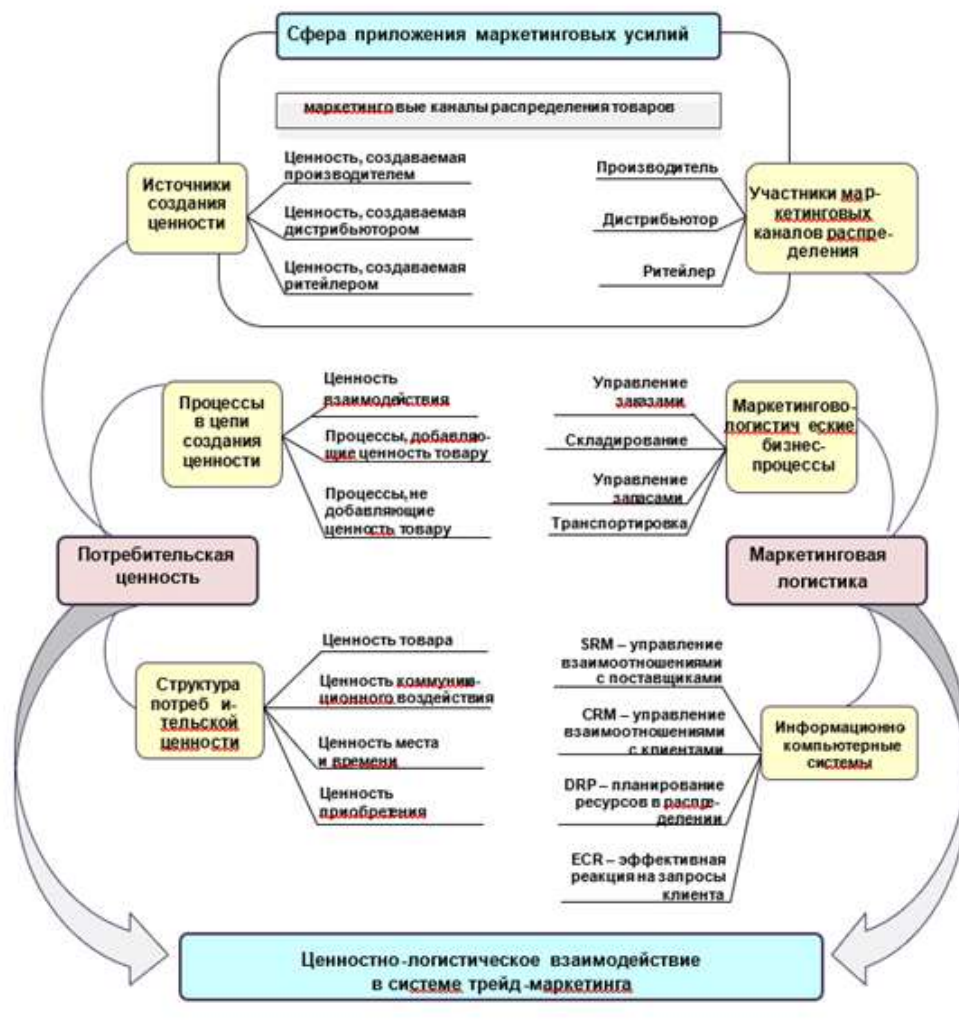 Сфера приложения маркетинговых усилий
маркетинго вые каналы распределения товаров
Источники
создания
ценности
Ценность, создаваемая
производителем
Ценность, создаваемая
дистрибьютором
Ценность, создаваемая
ритейлером
Производитель
Дистрибьютор
Ритейлер
Участники мар-
кетинговых
каналов распре-
деления
Процессы
в цепи
создания
ценности
Ценность
взаимодействия
Процессы, добавляю-
щие ценность товару
Процессы, не
добавляющие
ценность товару
Управление
заказами
Складирование
Управление
запасами
Транспортировка
Маркетингово-
логистич еские
бизнес-
процессы
Потребительская
ценность
Маркетинговая
логистика
Структура
потреб и-
тельской
ценности
Ценность товара
Ценность коммуника-
ционного воздействия
Ценность места
и времени
Ценность
приобретения
SRM – управление
взаимоотношениями
с поставщиками
CRM – управление
взаимоотношениями
с клиентами
DRP – планирование
ресурсов в распре-
делении
ECR – эффективная
реакция на запросы
клиента
Информационно
компьютерные
системы
Ценностно-логистическое взаимодействие
в системе трейд-маркетинга